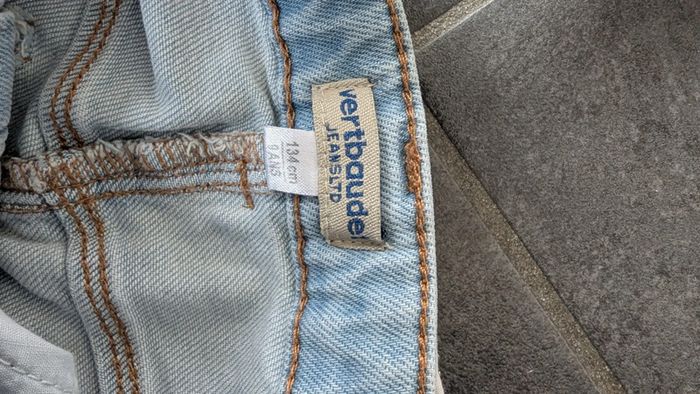 vertbaudet
JEANS LTD
134 cm
9 ANS